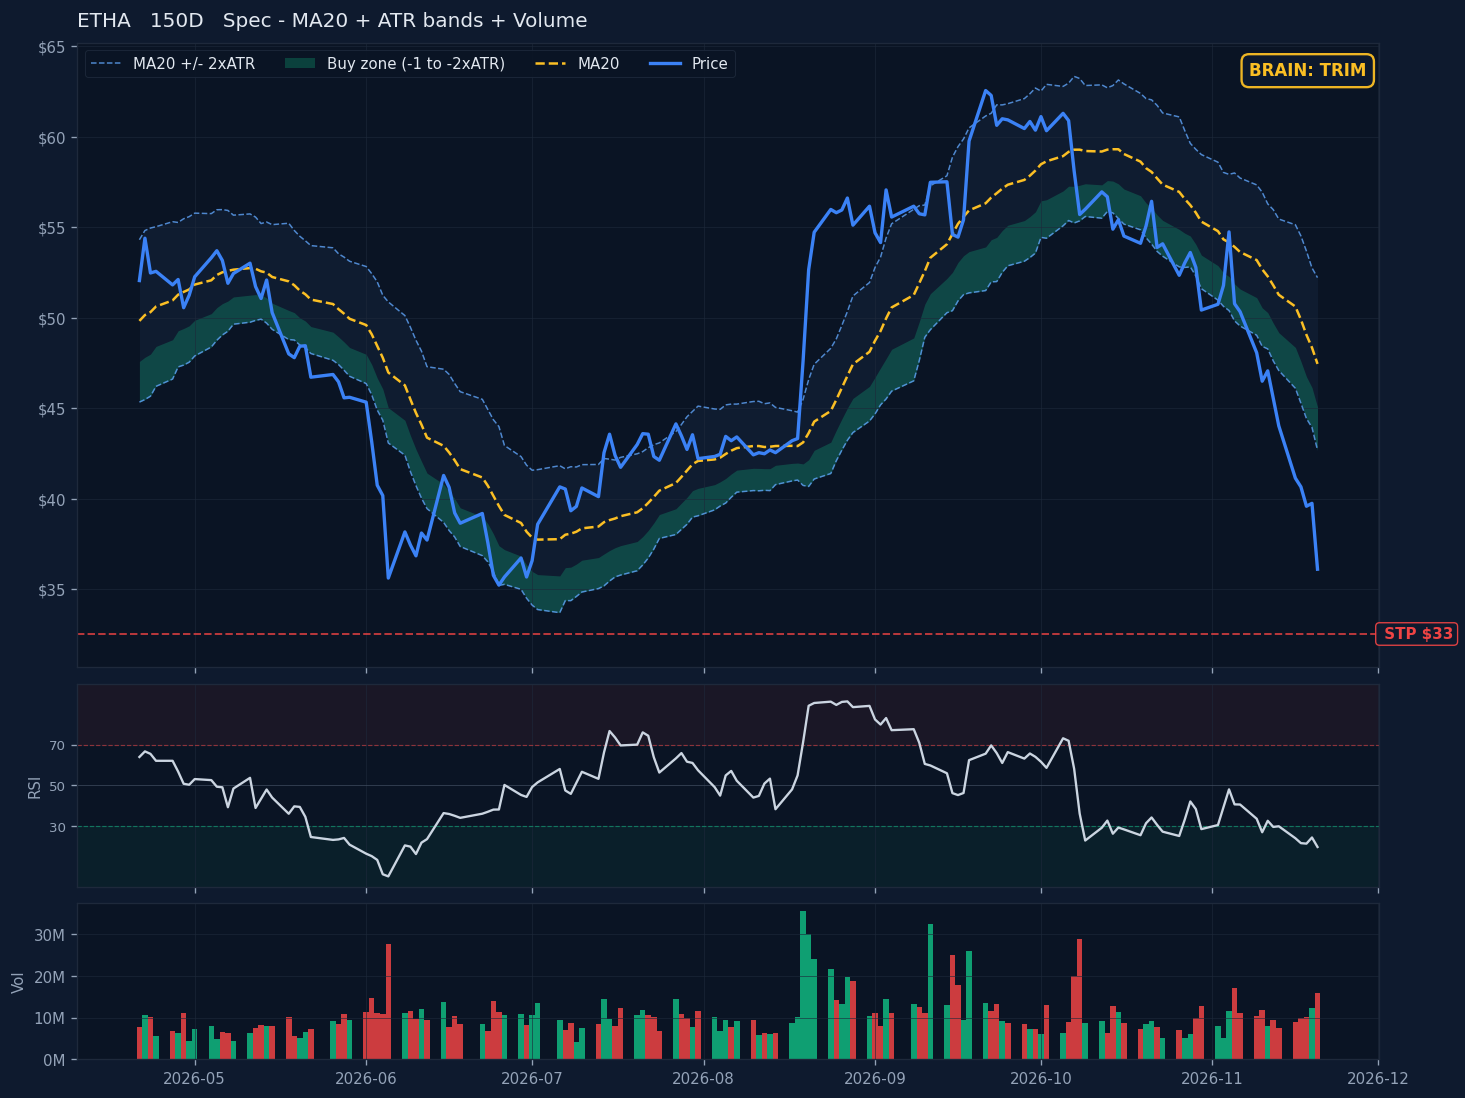 ETHA   150D   Spec - MA20 + ATR bands + Volume
MA20 +/- 2xATR
Buy zone (-1 to -2xATR)
MA20
Price
BRAIN: TRIM
$65
$60
$55
$50
$45
$40
$35
STP $33
RSI
70
50
30
Vol
30M
20M
10M
0M
2026-05
2026-06
2026-07
2026-08
2026-09
2026-10
2026-11
2026-12